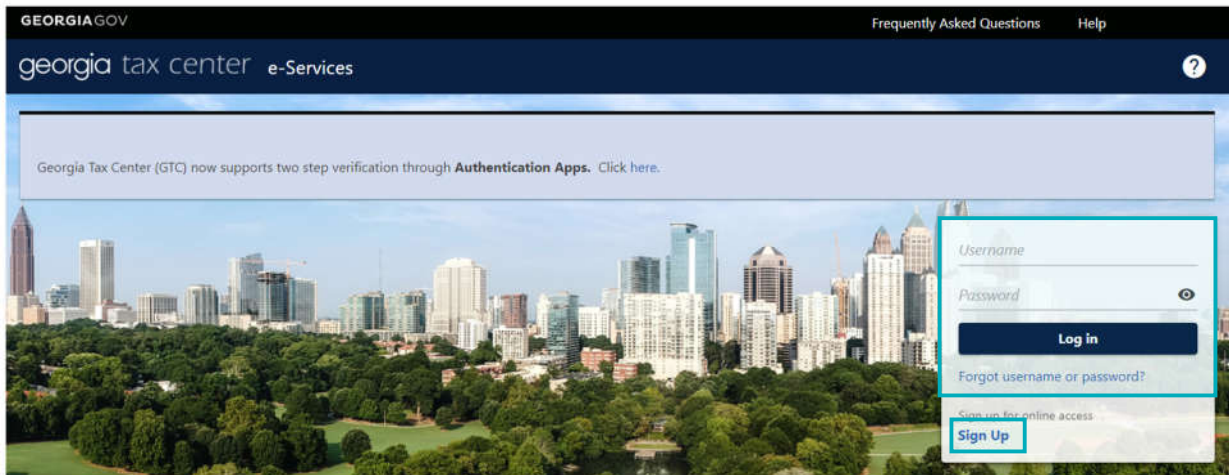 GEORGIAGOV
Frequently Asked Questions Help
georgia tax center e-Services
?
Georgia Tax Center (GTC) now supports two step verification through Authentication Apps. Click here.
Username
Password
Log in
Forgot username or password?
Sign up for online access
Sign Up